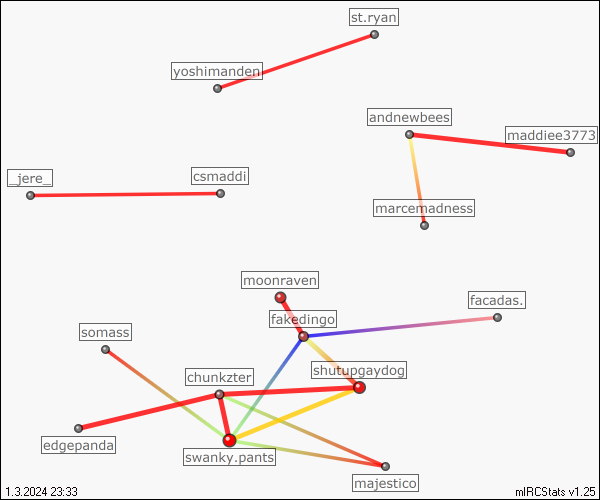 st.ryan
yoshimanden
andnewbees
maddiee3773
_jere_
csmaddi
marcemadness
moonraven
facadas.
fakedingo
somass
shutupgaydog
chunkzter
edgepanda
swanky.pants
majestico
1.3.2024 23:33
mIRCStats v1.25